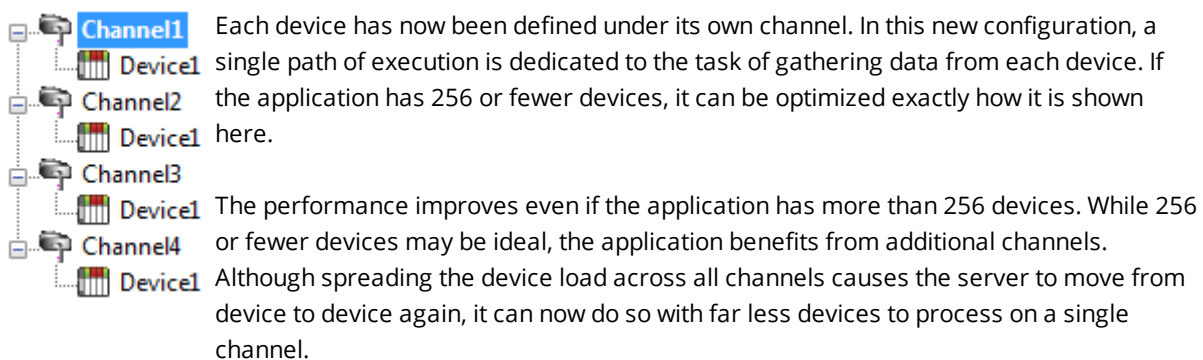 Channel1
Device1
Channel2
Device1
Channel3
Device1
Channel4
Device1
Each device has now been defined under its own channel. In this new configuration, a
single path of execution is dedicated to the task of gathering data from each device. If
the application has 256 or fewer devices, it can be optimized exactly how it is shown
here.
The performance improves even if the application has more than 256 devices. While 256
or fewer devices may be ideal, the application benefits from additional channels.
Although spreading the device load across all channels causes the server to move from
device to device again, it can now do so with far less devices to process on a single
channel.